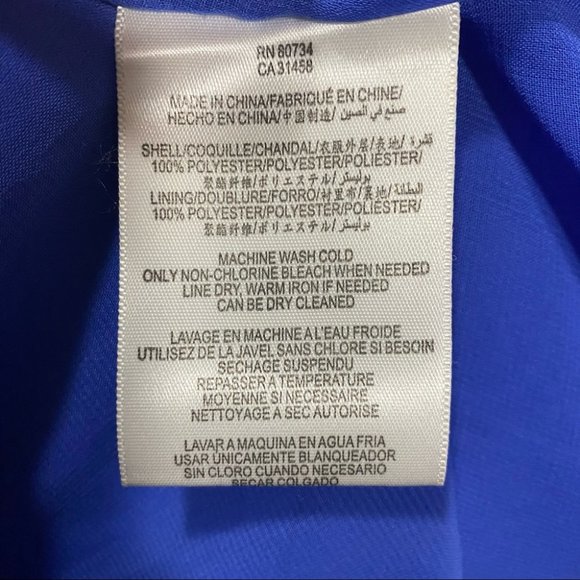 RN 80734
CA 31458
MADE IN CHINA/FABRIQUÉ EN CHINE/
HECHO EN CHINA/中国制造/صنع في الصين
SHELL/COQUILLE/CHANDAL/衣服外层/表地/قشرة/
100% POLYESTER/POLYESTER/POLIÉSTER/
聚酯纤维/ポリエステル/بوليستر
LINING/DOUBLURE/FORRO/衬里布/裏地/البطانة/
100% POLYESTER/POLYESTER/POLIÉSTER/
聚酯纤维/ポリエステル/بوليستر
MACHINE WASH COLD
ONLY NON-CHLORINE BLEACH WHEN NEEDED
LINE DRY, WARM IRON IF NEEDED
CAN BE DRY CLEANED
LAVAGE EN MACHINE A L'EAU FROIDE
UTILISEZ DE LA JAVEL SANS CHLORE SI BESOIN
SECHAGE SUSPENDU
REPASSER A TEMPÉRATURE
MOYENNE SI NECESSAIRE
NETTOYAGE A SEC AUTORISE
LAVAR A MAQUINA EN AGUA FRIA
USAR UNICAMENTE BLANQUEADOR
SIN CLORO CUANDO NECESARIO
SECAR COLGADO